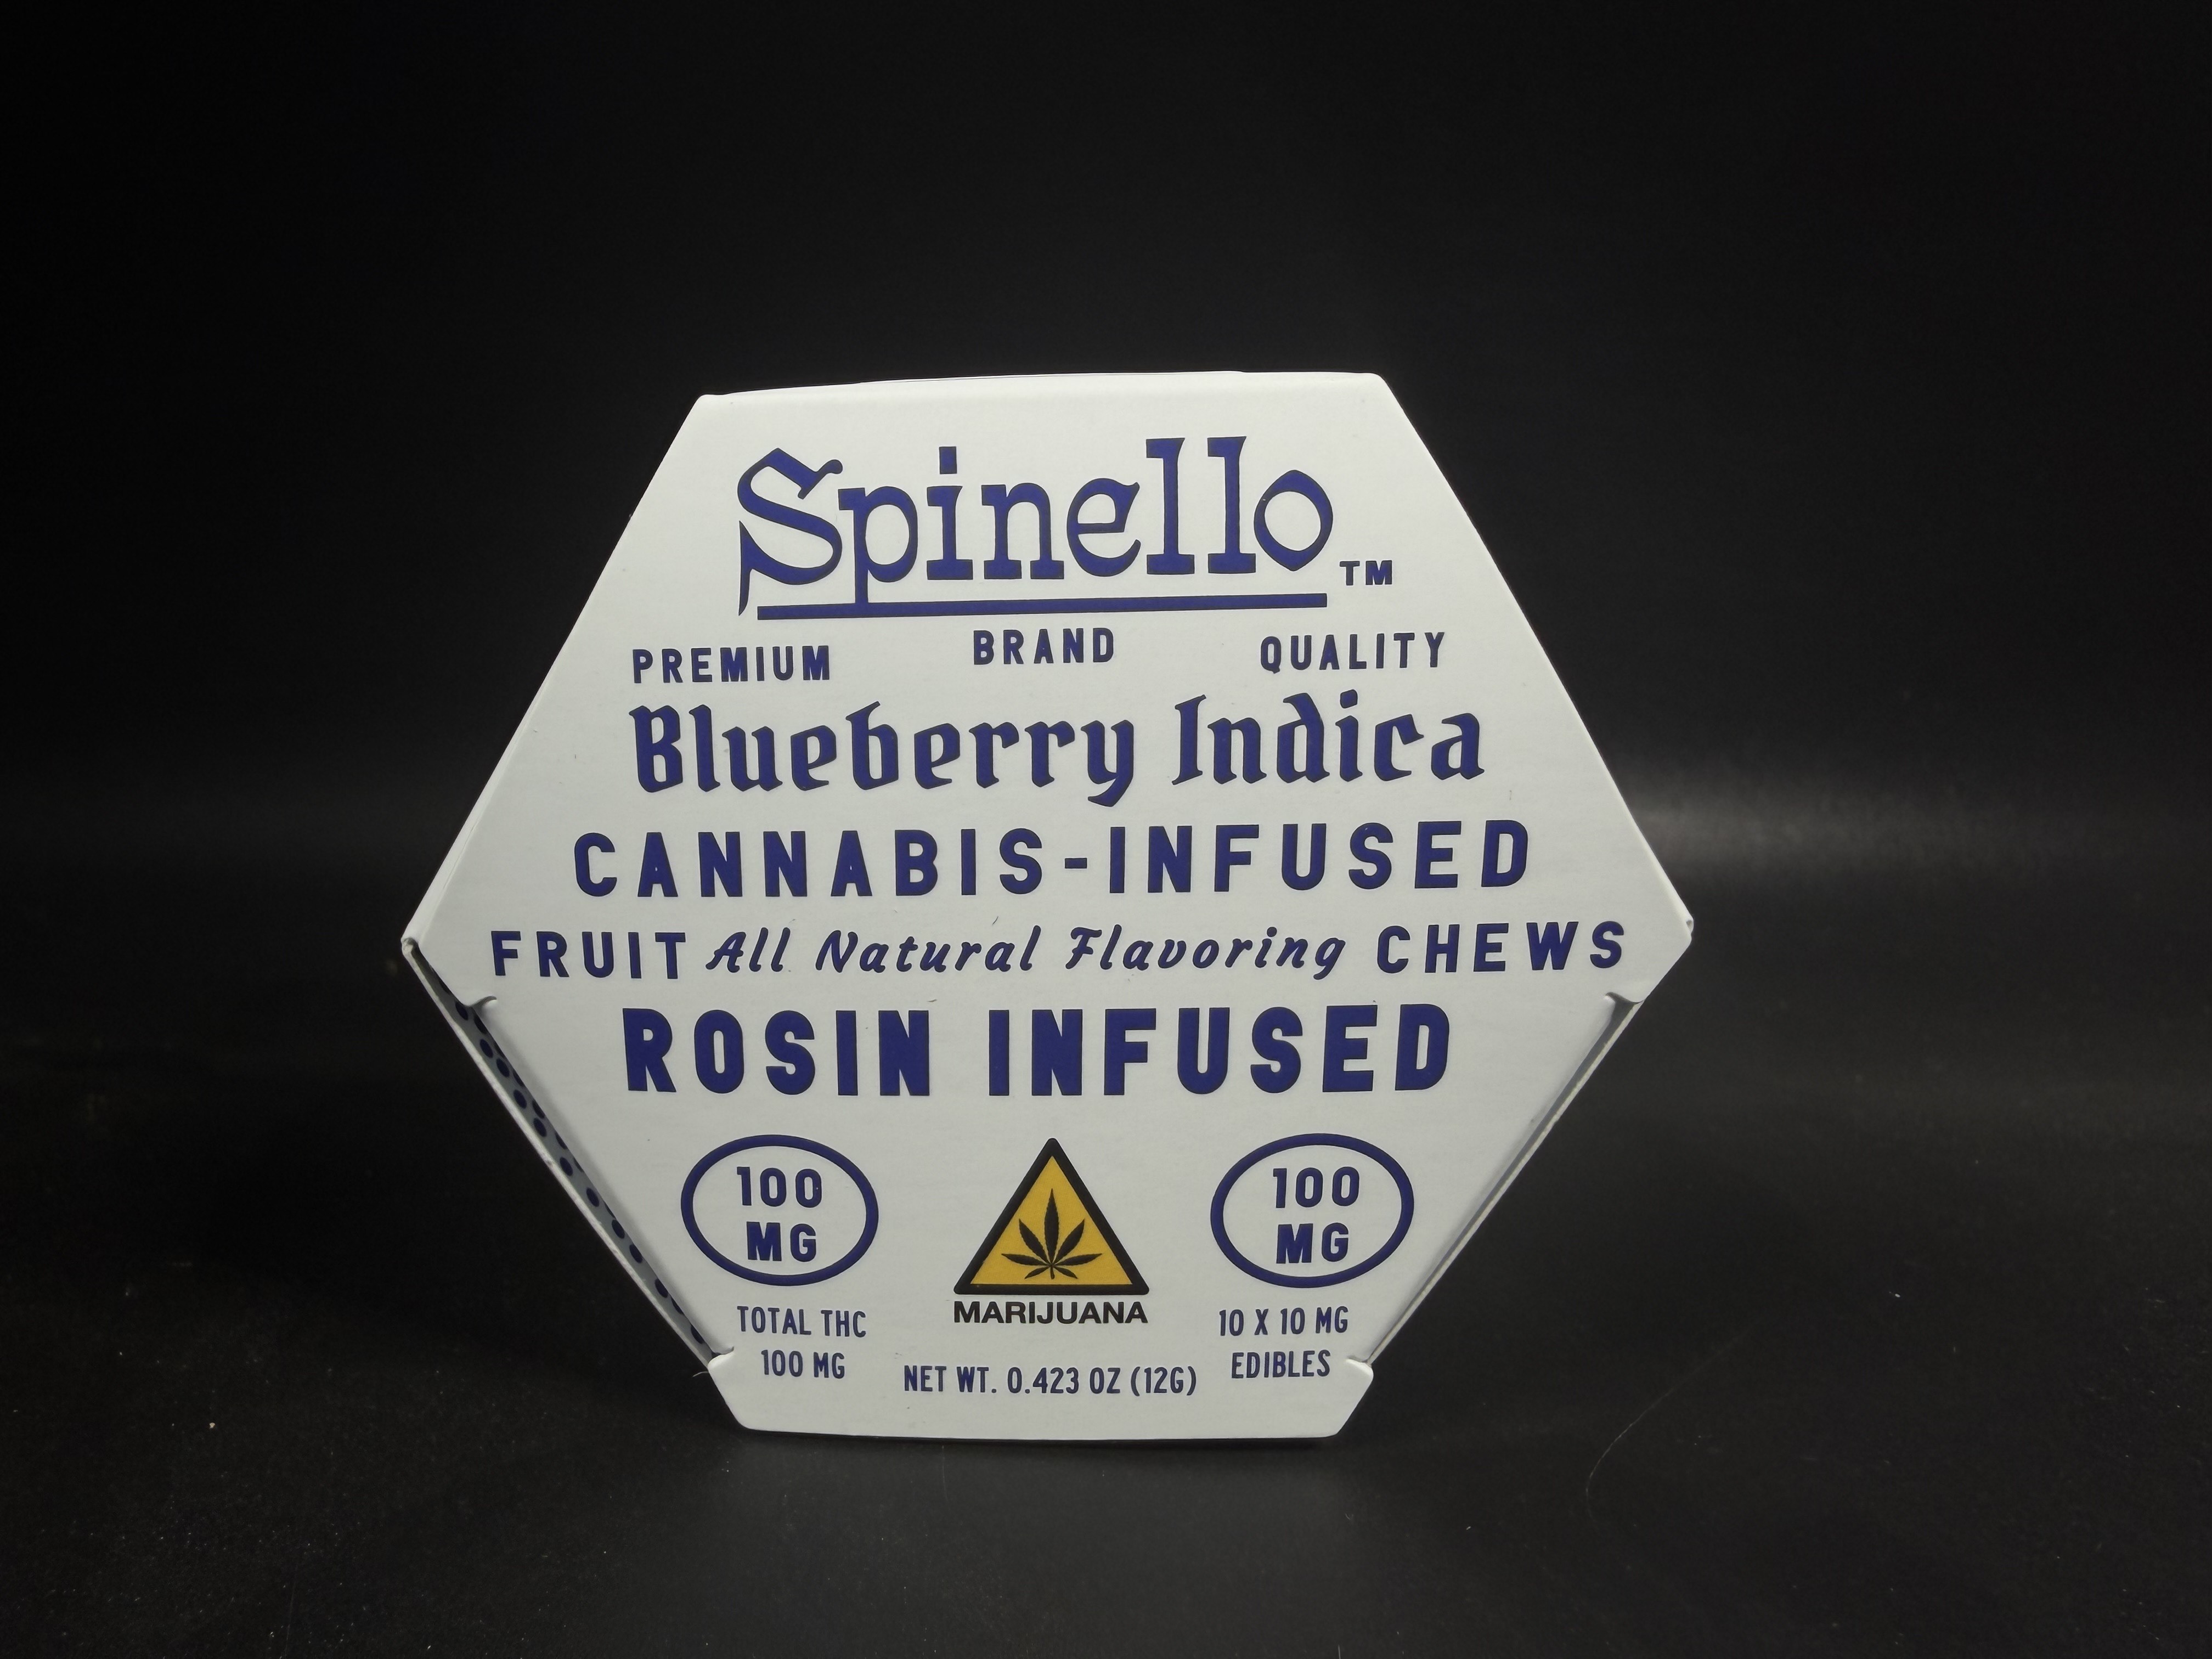 Spinello TM
PREMIUM BRAND QUALITY
Blueberry Indica
CANNABIS-INFUSED
FRUIT All Natural Flavoring CHEWS
ROSIN INFUSED
100
MG
TOTAL THC
100 MG
MARIJUANA
NET WT. 0.423 OZ (12G)
100
MG
10 X 10 MG
EDIBLES